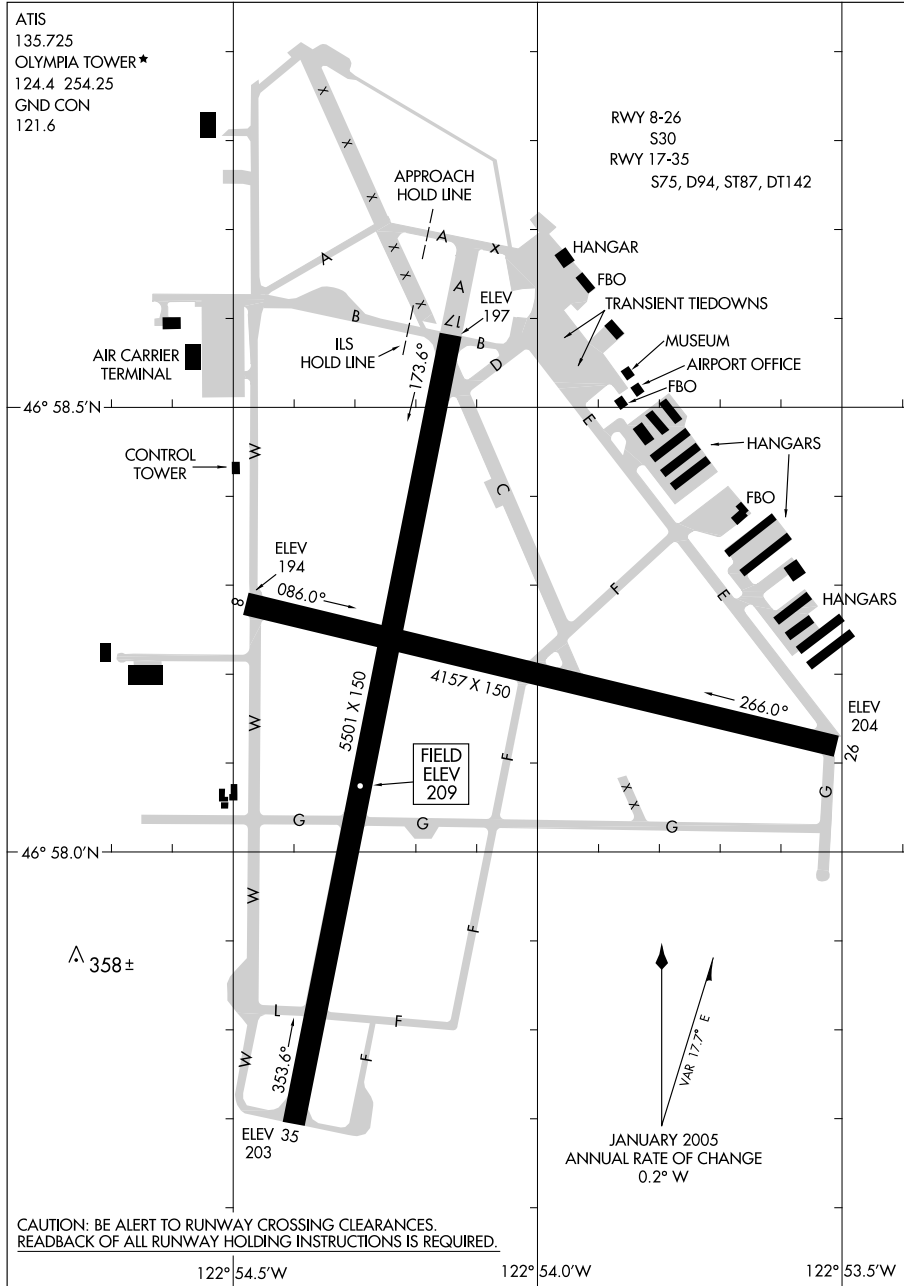 ATIS
135.725
OLYMPIA TOWER★
124.4 254.25
GND CON
121.6
RWY 8-26
S30
RWY 17-35
S75, D94, ST87, DT142
X
X
X
APPROACH
HOLD LINE
A
X
X
A
HANGAR
X
A
FBO
X
ELEV
197
TRANSIENT TIEDOWNS
B
17
ILS
HOLD LINE
B
AIR CARRIER
TERMINAL
173.6°
D
MUSEUM
AIRPORT OFFICE
FBO
46° 58.5'N
E
W
HANGARS
CONTROL
TOWER
C
FBO
ELEV
194
086.0°
8
F
E
HANGARS
5501 X 150
4157 X 150
266.0°
ELEV
204
26
W
FIELD
ELEV
209
F
G
X
X
G
G
G
46° 58.0'N
W
F
358 ±
L
F
W
353.6°
F
VAR 17.7° E
ELEV
203
35
JANUARY 2005
ANNUAL RATE OF CHANGE
0.2° W
CAUTION: BE ALERT TO RUNWAY CROSSING CLEARANCES.
READBACK OF ALL RUNWAY HOLDING INSTRUCTIONS IS REQUIRED.
122° 54.5'W
122° 54.0'W
122° 53.5'W